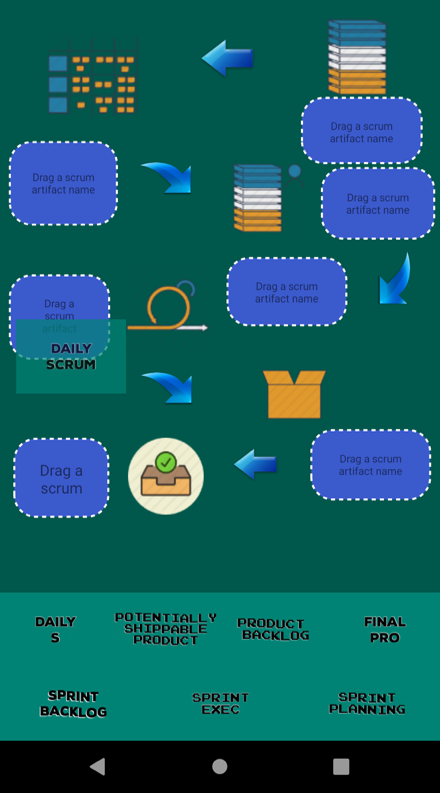 Drag a scrum
artifact name
Drag a scrum
artifact name
Drag a scrum
artifact name
Drag a scrum
artifact name
Drag a
scrum
artifact
DAILY
SCRUM
Drag a scrum
artifact name
Drag a
scrum
DAILY
S
POTENTIALLY
SHIPPABLE
PRODUCT
PRODUCT
BACKLOG
FINAL
PRO
SPRINT
BACKLOG
SPRINT
EXEC
SPRINT
PLANNING